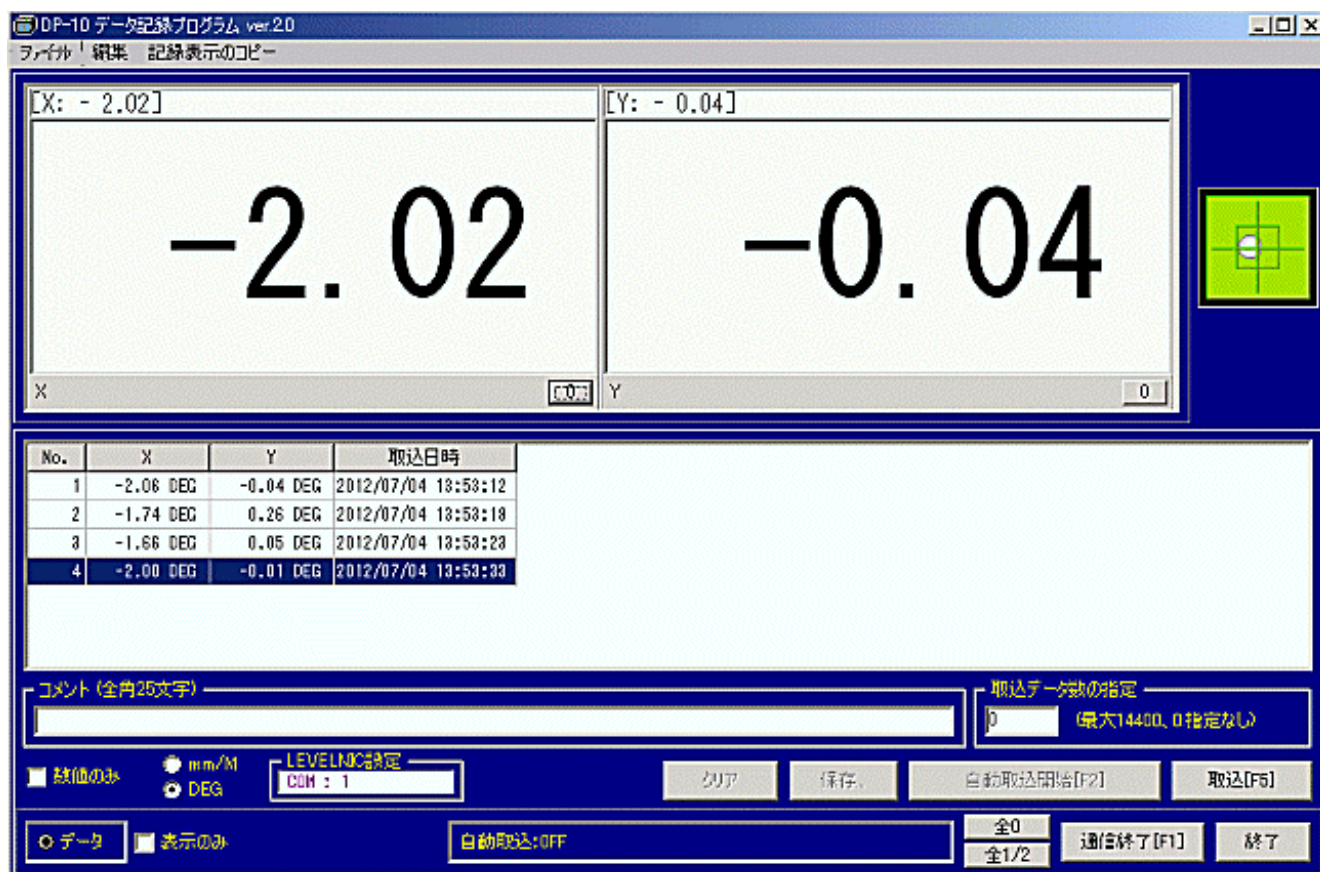 DP-10 データ記録プログラム ver.2.0
ファイル 編集 記録表示のコピー
[X: - 2.02] [Y: - 0.04]
-2.02 -0.04
X 0 Y 0
No. X Y 取込日時
1 -2.06 DEG -0.04 DEG 2012/07/04 13:53:12
2 -1.74 DEG 0.26 DEG 2012/07/04 13:53:18
3 -1.66 DEG 0.05 DEG 2012/07/04 13:53:23
4 -2.00 DEG -0.01 DEG 2012/07/04 13:53:33
コメント (全角25文字) 取込データ数の指定
0 (最大14400、0指定なし)
数値のみ mm/M DEG LEVELNIC設定 COM : 1 クリア 保存. 自動取込開始[F2] 取込[F5]
データ 表示のみ 自動取込:OFF 全0 全1/2 通信終了[F1] 終了